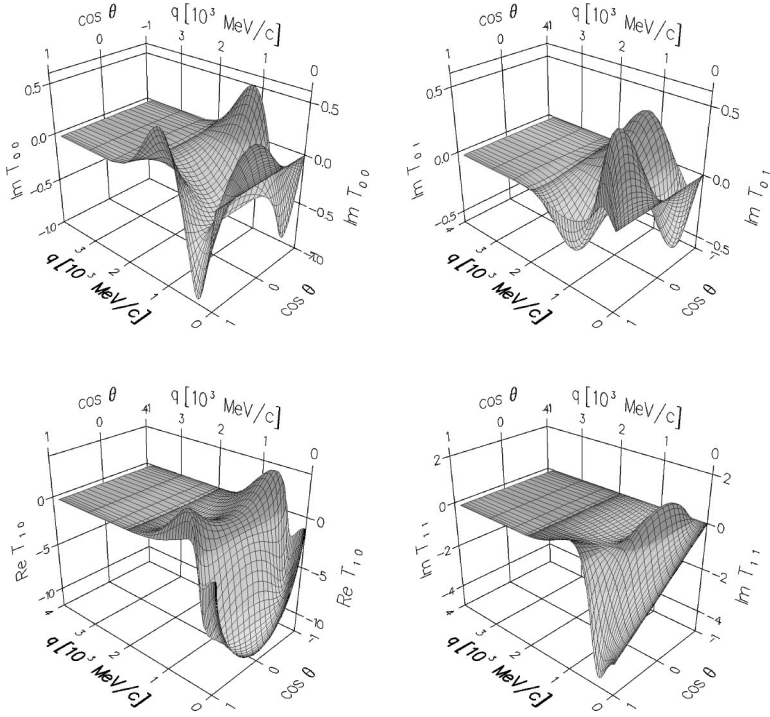 cos θ q [10³ MeV/c]
1 0 -1 3 2 1 0
0.5 0.0 -0.5 -1.0
Im T₀₀
0.5 0.0 -0.5
Im T₀₀
q [10³ MeV/c]
3 2 1 0
cos θ
-1 0 1
cos θ q [10³ MeV/c]
1 0 3 2 1 0
0.5 0.0 -0.5
Im T₀₁
0.5 0.0 -0.5
Im T₀₁
q [10³ MeV/c]
4 3 2 1 0
cos θ
-1 0 1
cos θ q [10³ MeV/c]
1 0 3 2 1 0
0 -5 -10
Re T₁₀
0 -5 -10
Re T₁₀
q [10³ MeV/c]
4 3 2 1 0
cos θ
-1 0 1
cos θ q [10³ MeV/c]
1 0 3 2 1 0
2 0 -2 -4
Im T₁₁
2 0 -2 -4
Im T₁₁
q [10³ MeV/c]
4 3 2 1 0
cos θ
-1 0 1